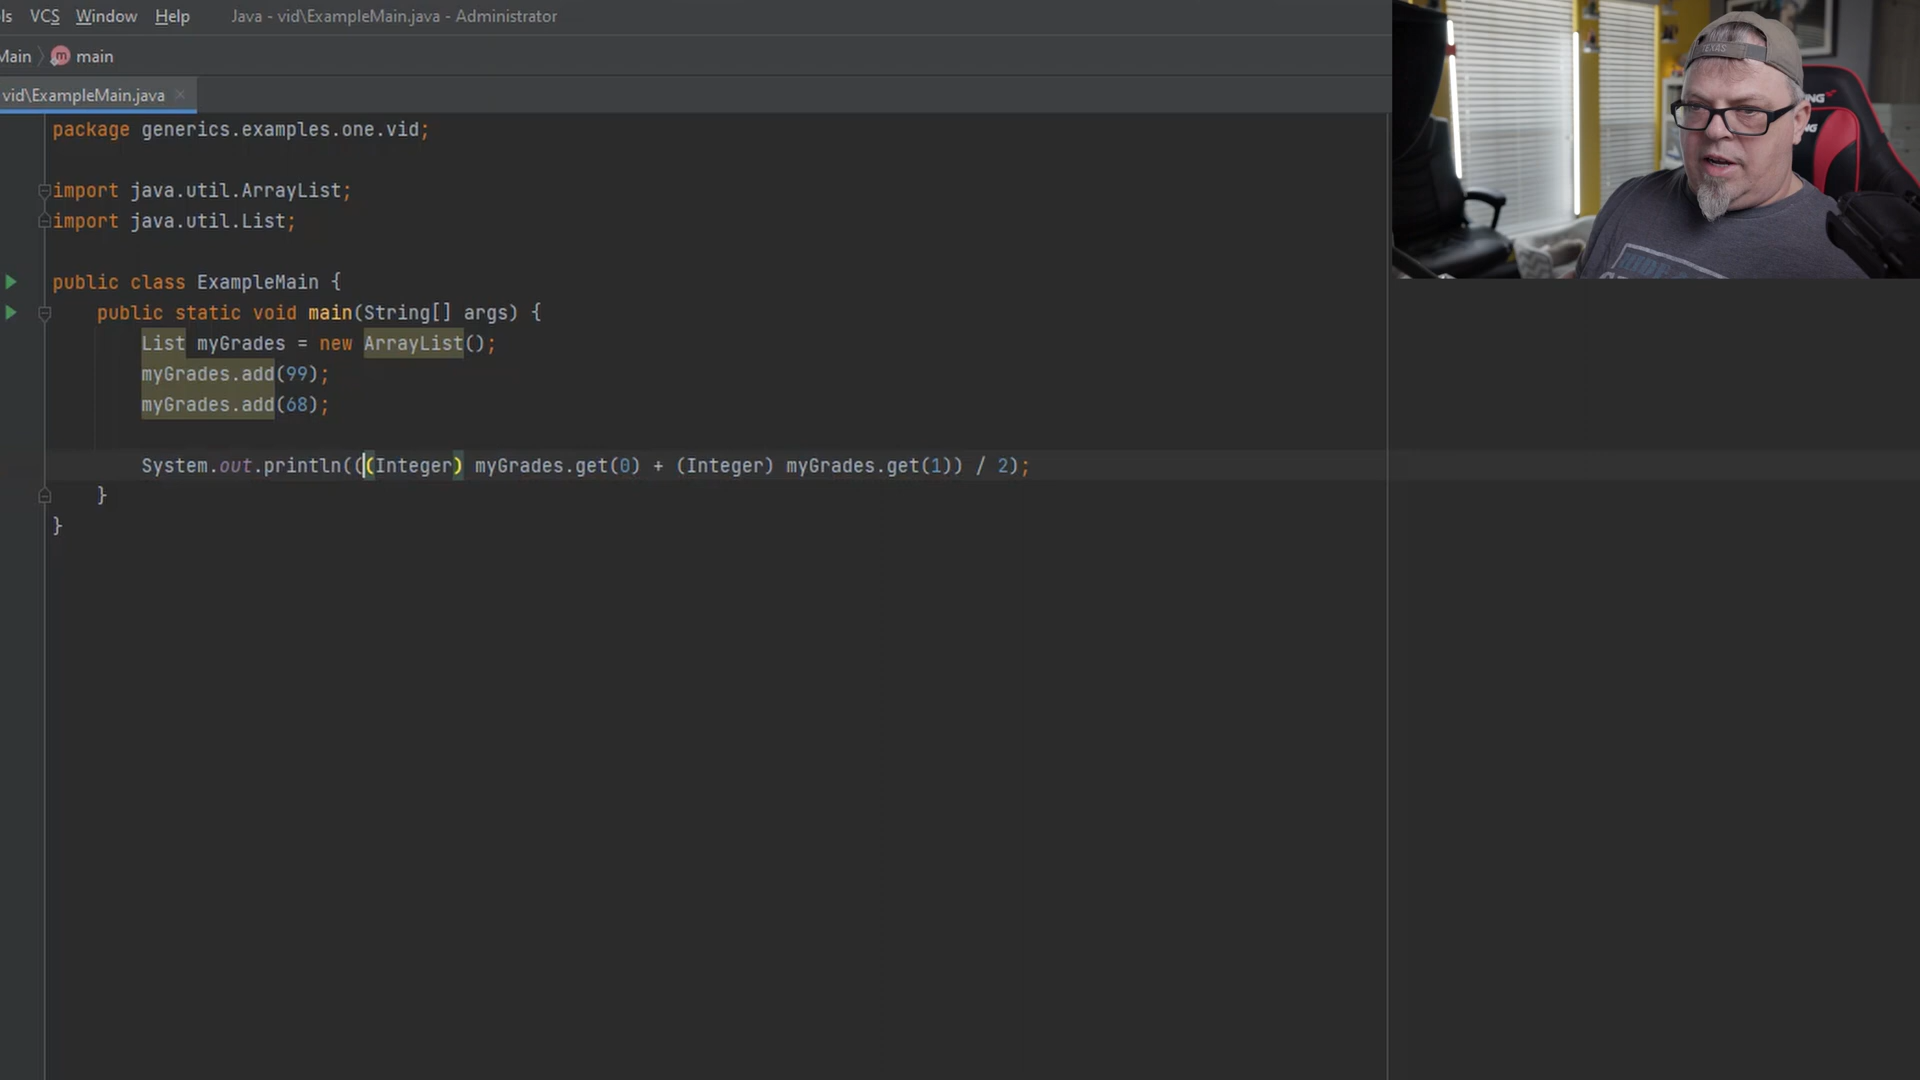 ls VCS Window Help Java - vid\ExampleMain.java - Administrator
Main m main
vid\ExampleMain.java
package generics.examples.one.vid;
import java.util.ArrayList;
import java.util.List;
public class ExampleMain {
public static void main(String[] args) {
List myGrades = new ArrayList();
myGrades.add(99);
myGrades.add(68);
System.out.println(((Integer) myGrades.get(0) + (Integer) myGrades.get(1)) / 2);
}
}
TEXAS